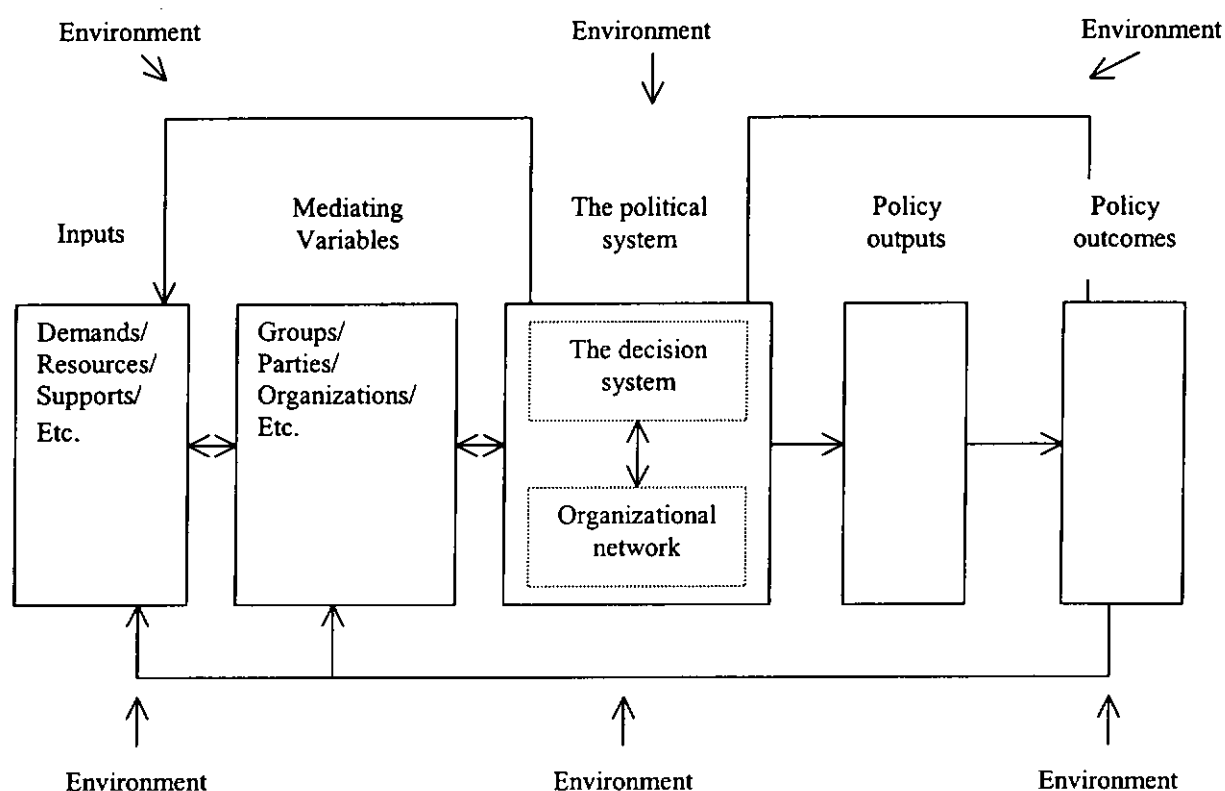 Environment
Environment
Environment
Inputs
Mediating
Variables
The political
system
Policy
outputs
Policy
outcomes
Demands/
Resources/
Supports/
Etc.
Groups/
Parties/
Organizations/
Etc.
The decision
system
Organizational
network
Environment
Environment
Environment